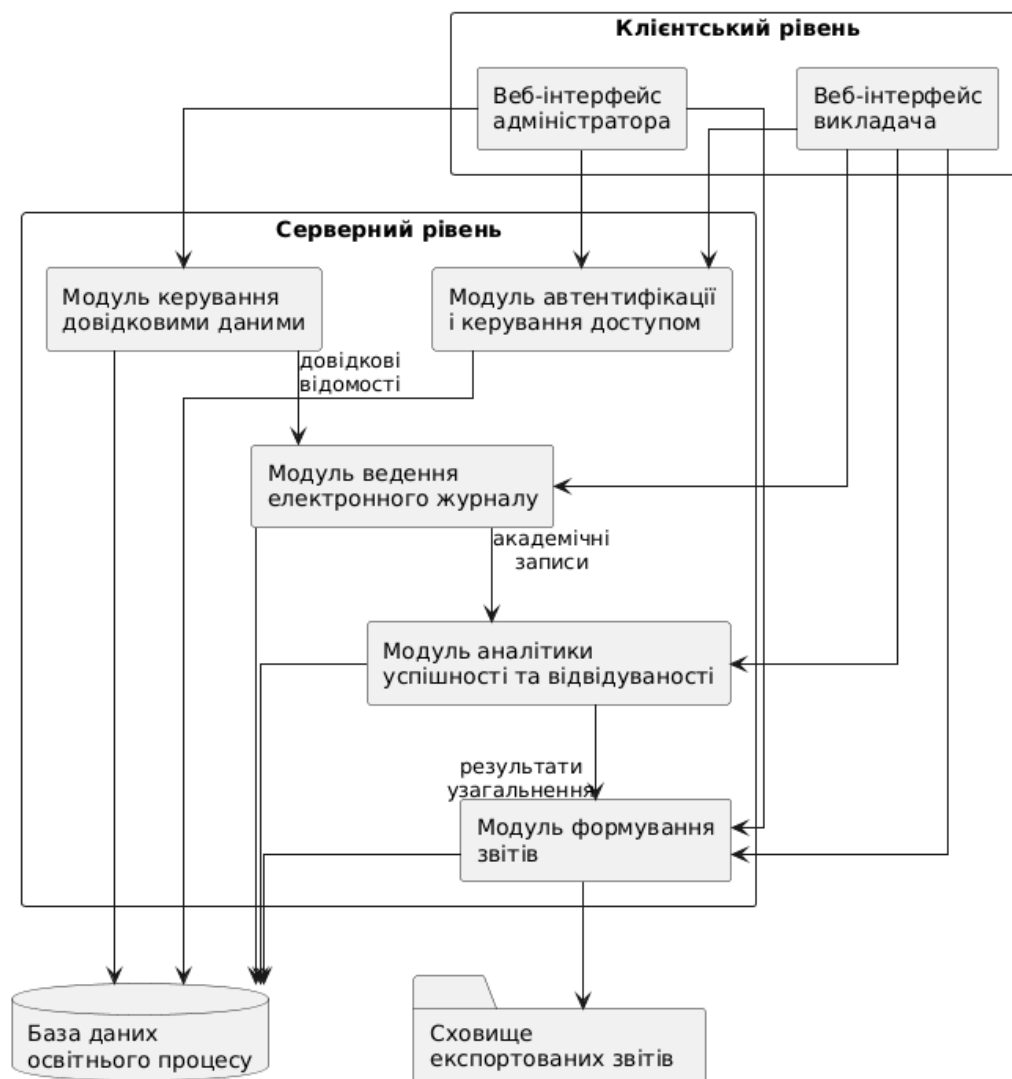 Клієнтський рівень
Веб-інтерфейс
адміністратора
Веб-інтерфейс
викладача
Серверний рівень
Модуль керування
довідковими даними
Модуль автентифікації
і керування доступом
довідкові
відомості
Модуль ведення
електронного журналу
академічні
записи
Модуль аналітики
успішності та відвідуваності
результати
узагальнення
Модуль формування
звітів
База даних
освітнього процесу
Сховище
експортованих звітів